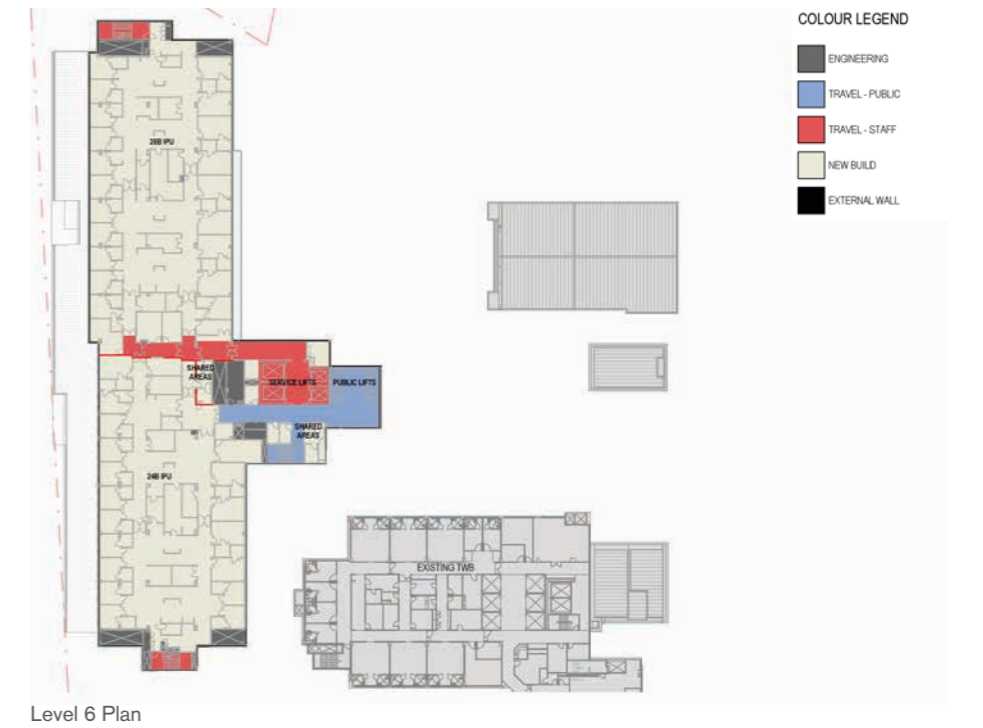 COLOUR LEGEND
ENGINEERING
TRAVEL - PUBLIC
TRAVEL - STAFF
NEW BUILD
EXTERNAL WALL
28B IPU
SHARED
AREAS
SERVICE LIFTS
PUBLIC LIFTS
SHARED
AREAS
24B IPU
EXISTING TWB
Level 6 Plan